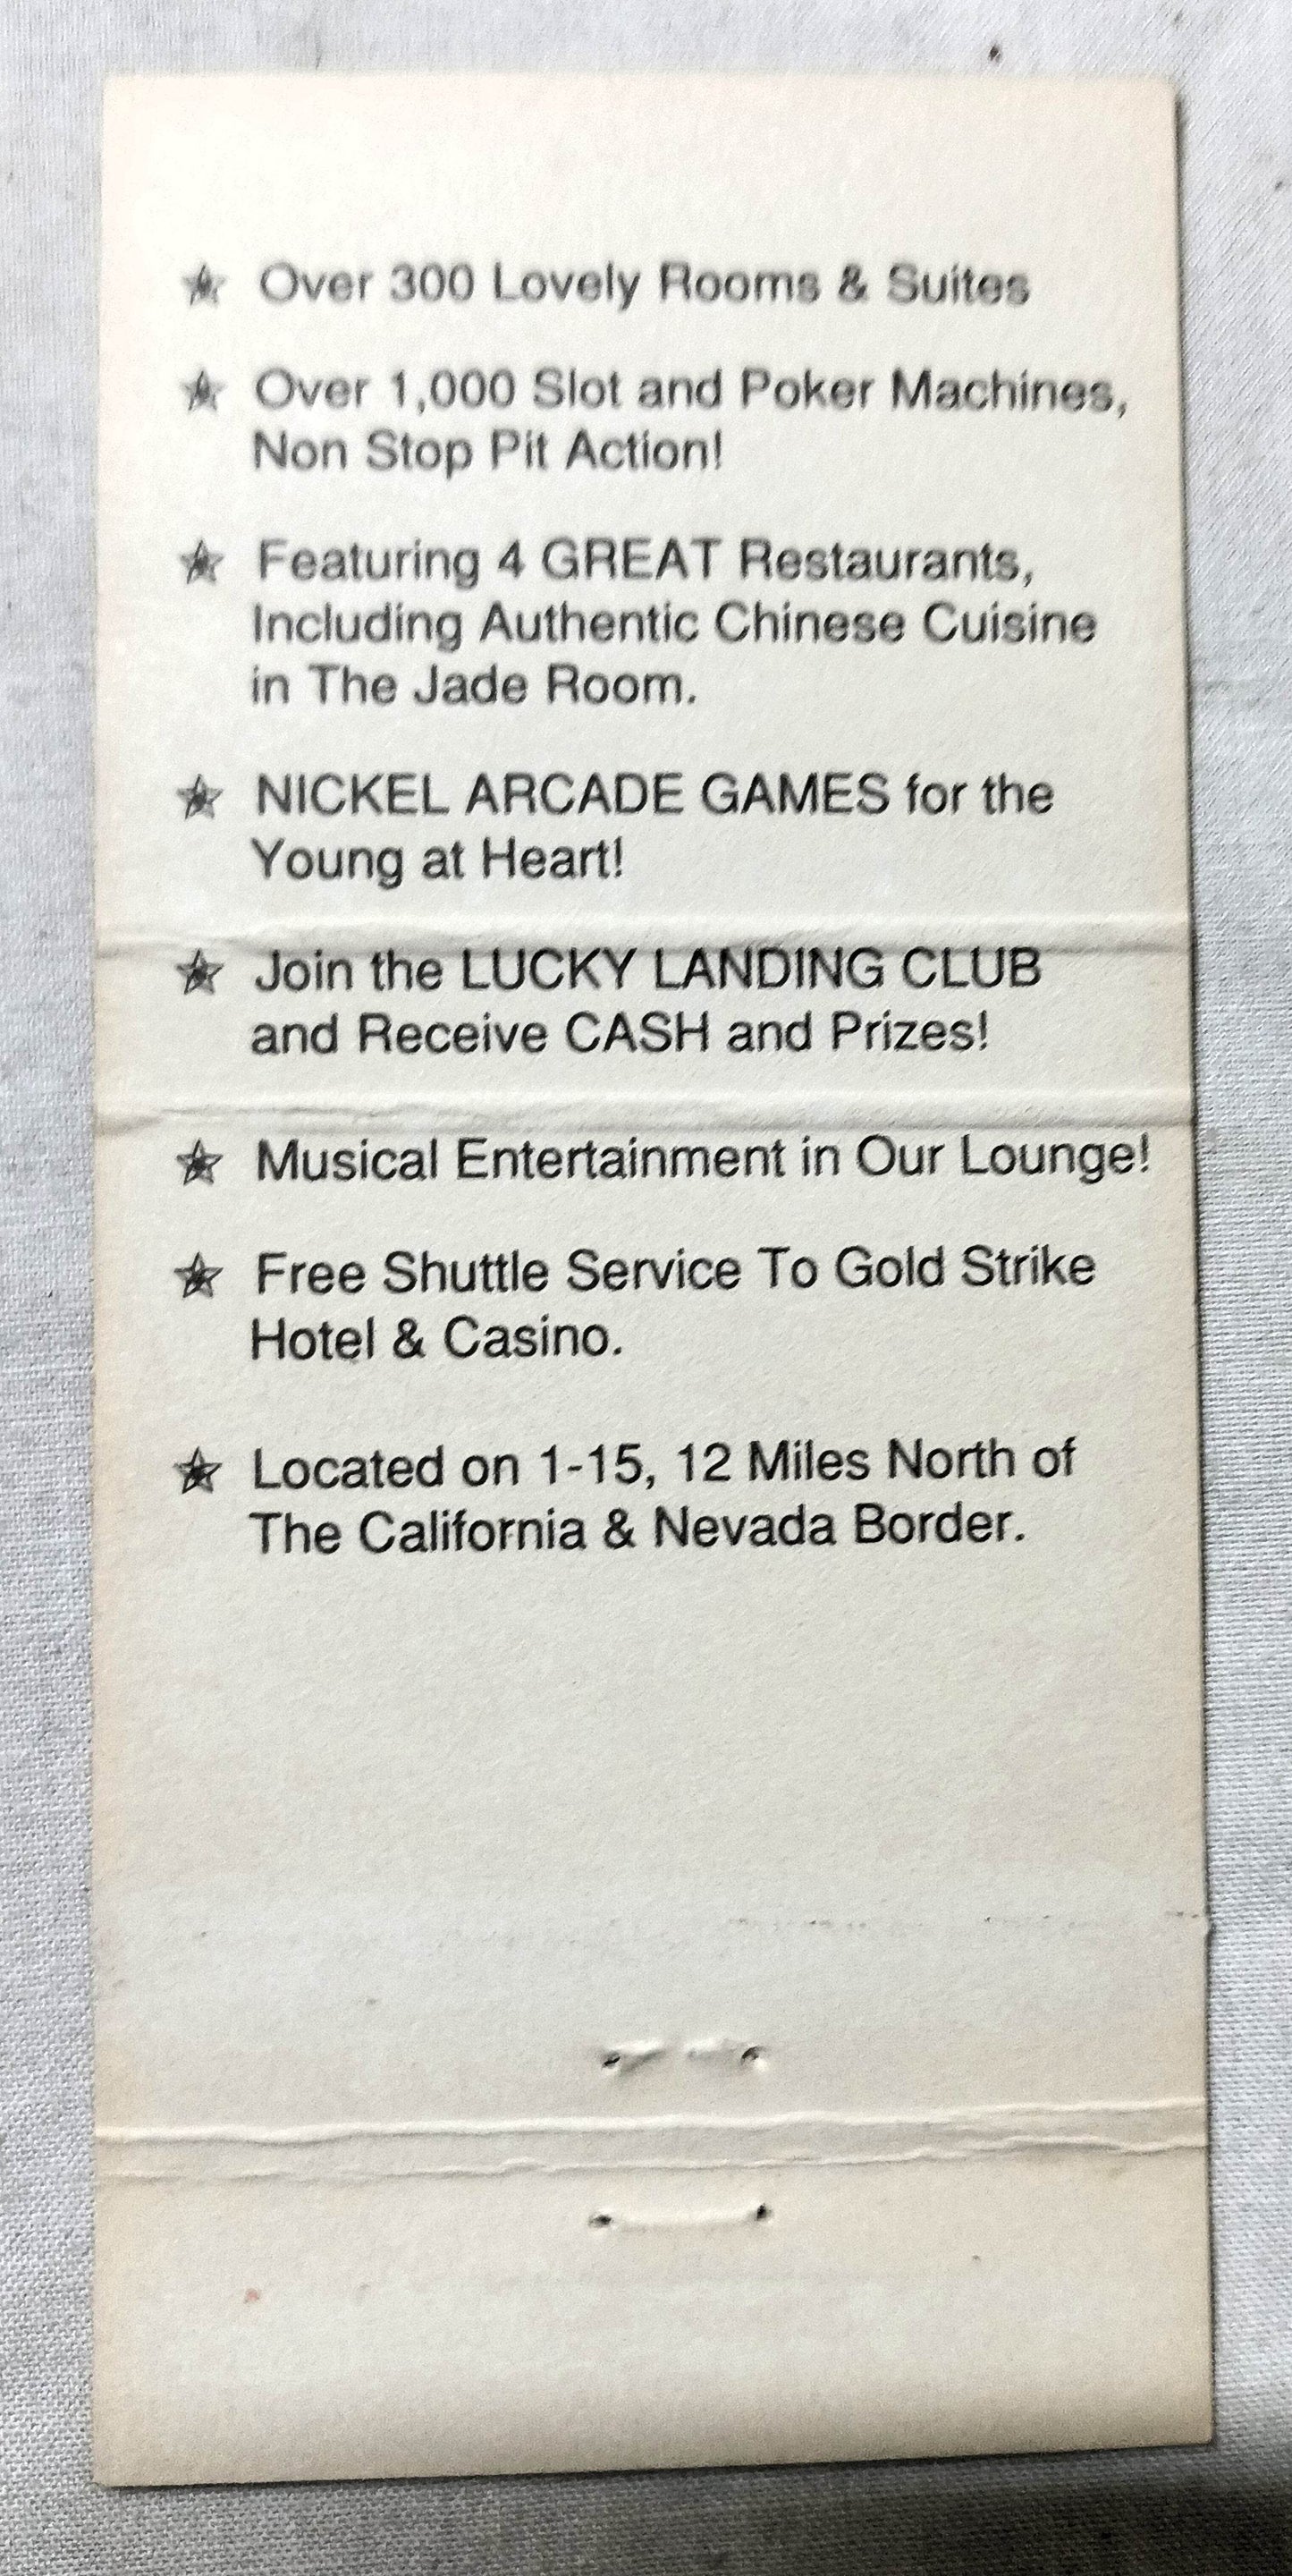 ★ Over 300 Lovely Rooms & Suites
★ Over 1,000 Slot and Poker Machines,
Non Stop Pit Action!
★ Featuring 4 GREAT Restaurants,
Including Authentic Chinese Cuisine
in The Jade Room.
★ NICKEL ARCADE GAMES for the
Young at Heart!
★ Join the LUCKY LANDING CLUB
and Receive CASH and Prizes!
★ Musical Entertainment in Our Lounge!
★ Free Shuttle Service To Gold Strike
Hotel & Casino.
★ Located on 1-15, 12 Miles North of
The California & Nevada Border.